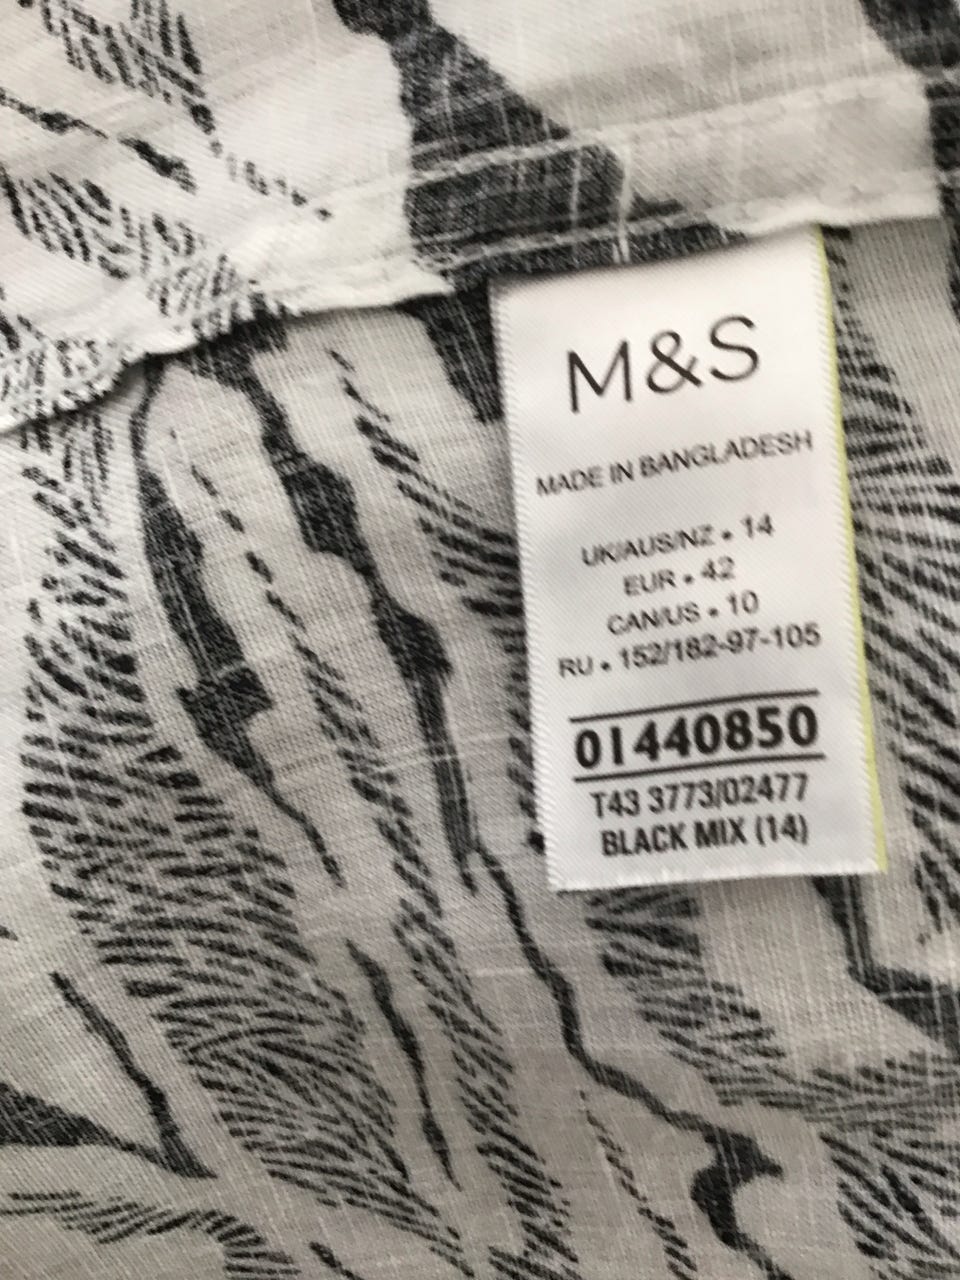 M&S
MADE IN BANGLADESH
UK/AUS/NZ • 14
EUR • 42
CAN/US • 10
RU • 152/182-97-105
01440850
T43 3773/02477
BLACK MIX (14)